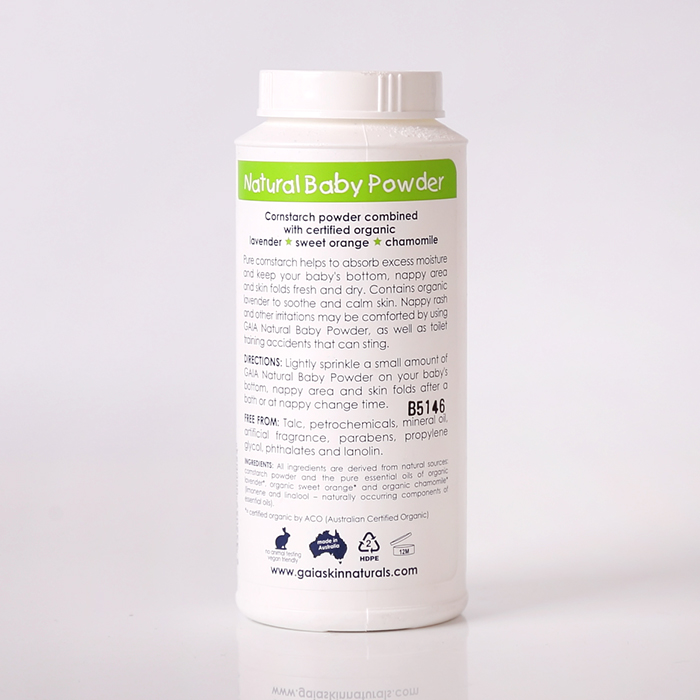 Natural Baby Powder
Cornstarch powder combined
with certified organic
lavender ★ sweet orange ★ chamomile
Pure cornstarch helps to absorb excess moisture
and keep your baby's bottom, nappy area
and skin folds fresh and dry. Contains organic
lavender to soothe and calm skin. Nappy rash
and other irritations may be comforted by using
GAIA Natural Baby Powder, as well as toilet
training accidents that can sting.
DIRECTIONS: Lightly sprinkle a small amount of
GAIA Natural Baby Powder on your baby's
bottom, nappy area and skin folds after a
bath or at nappy change time.
B5146
FREE FROM: Talc, petrochemicals, mineral oil,
artificial fragrance, parabens, propylene
glycol, phthalates and lanolin.
INGREDIENTS: All ingredients are derived from natural sources:
cornstarch powder and the pure essential oils of organic
lavender*, organic sweet orange* and organic chamomile*
(limonene and linalool – naturally occurring components of
essential oils).
*= certified organic by ACO (Australian Certified Organic)
no animal testing
vegan friendly
made in
Australia
2
HDPE
12M
www.gaiaskinnaturals.com